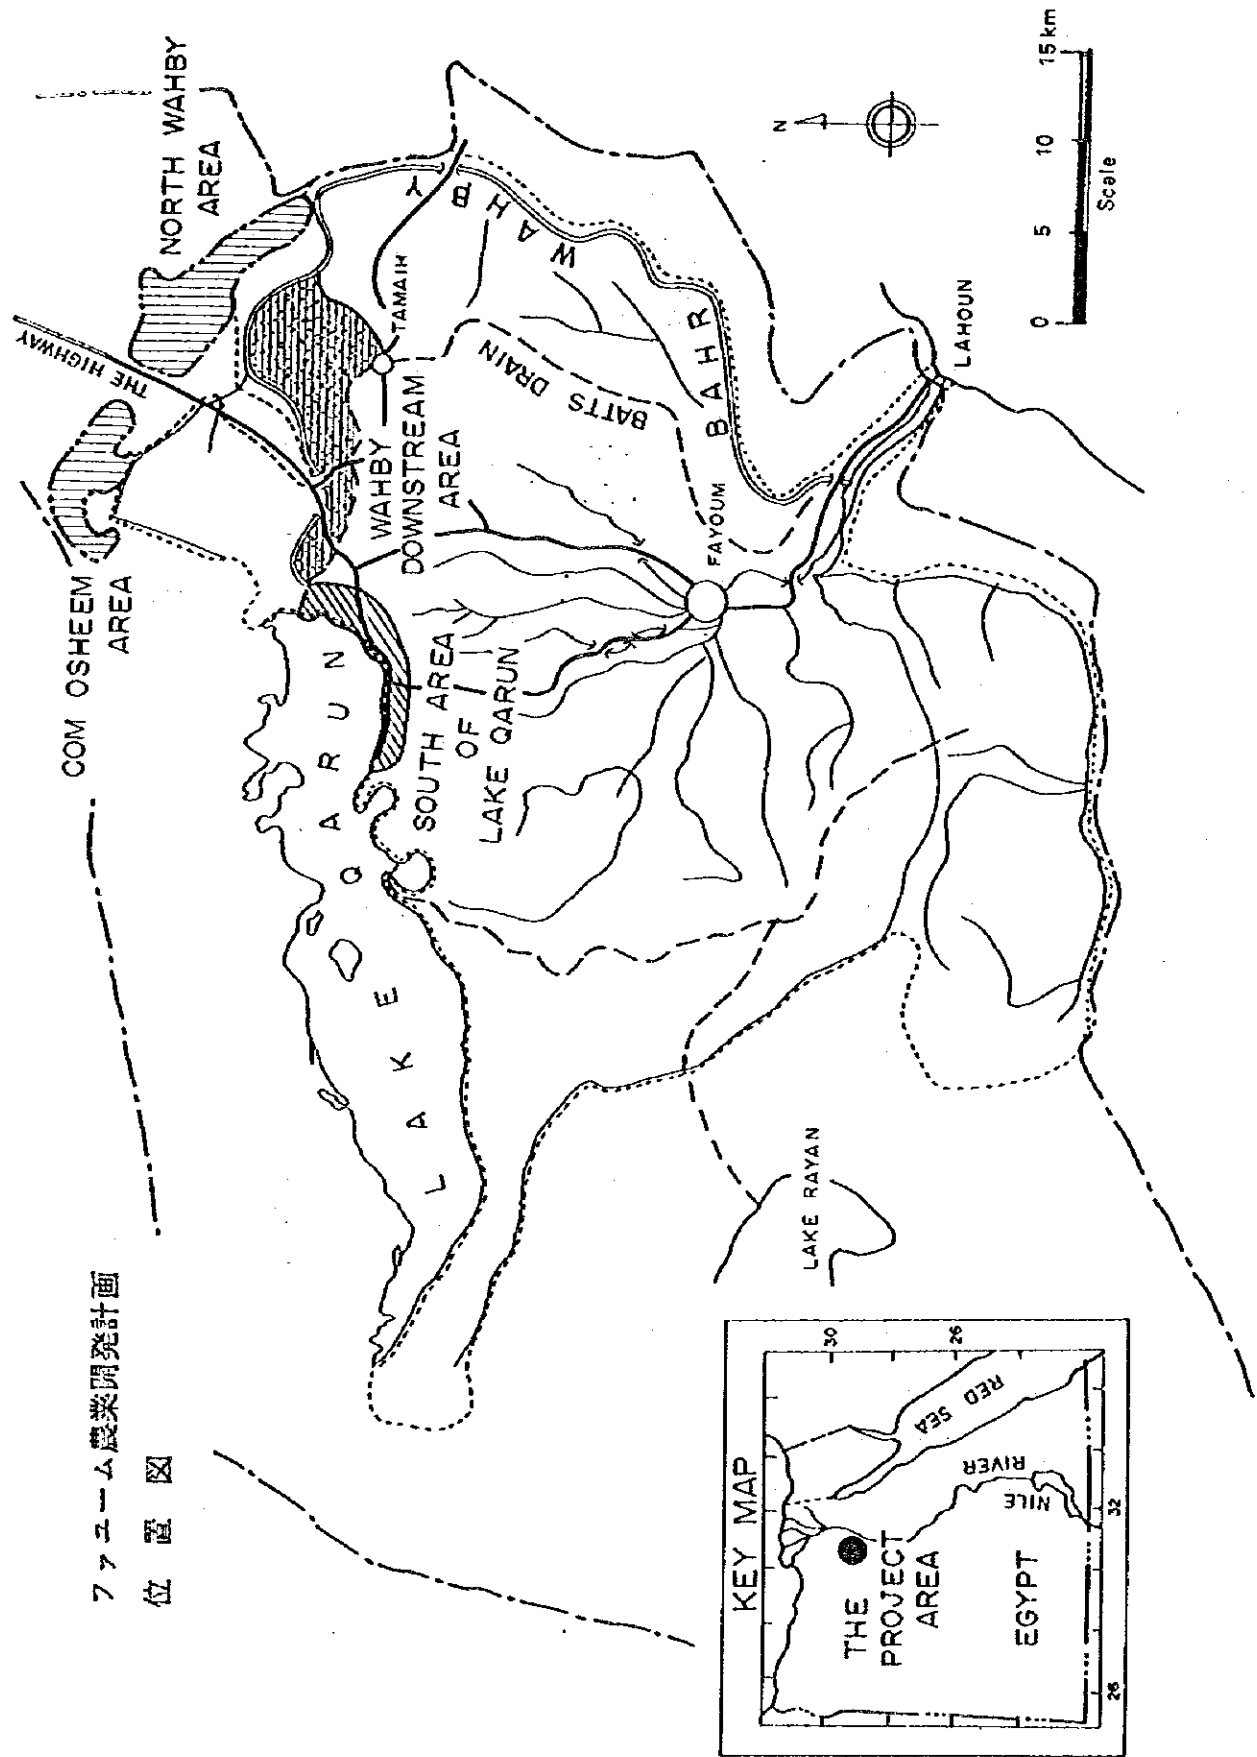 ファユーム農業開発計画
位置図
COM OSHEEM
AREA
THE HIGHWAY
NORTH WAHBY
AREA
LAKE QARUN
WAHBY
DOWNSTREAM
AREA
TAMAIH
SOUTH AREA
OF
LAKE QARUN
BATTS DRAIN
BAHR WAHBY
FAYOUM
LAHOUN
LAKE RAYAN
N
0 5 10 15km
Scale
KEY MAP
THE
PROJECT
AREA
EGYPT
NILE
RIVER
RED SEA
30
26
26
32